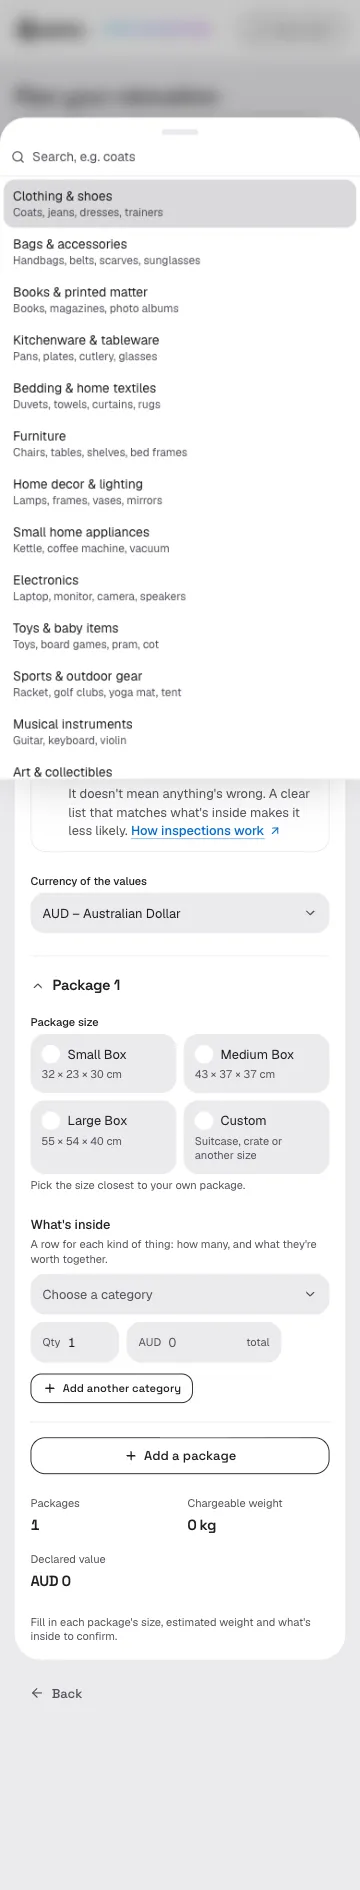 Search, e.g. coats
Clothing & shoes
Coats, jeans, dresses, trainers
Bags & accessories
Handbags, belts, scarves, sunglasses
Books & printed matter
Books, magazines, photo albums
Kitchenware & tableware
Pans, plates, cutlery, glasses
Bedding & home textiles
Duvets, towels, curtains, rugs
Furniture
Chairs, tables, shelves, bed frames
Home decor & lighting
Lamps, frames, vases, mirrors
Small home appliances
Kettle, coffee machine, vacuum
Electronics
Laptop, monitor, camera, speakers
Toys & baby items
Toys, board games, pram, cot
Sports & outdoor gear
Racket, golf clubs, yoga mat, tent
Musical instruments
Guitar, keyboard, violin
Art & collectibles
It doesn't mean anything's wrong. A clear
list that matches what's inside makes it
less likely. How inspections work ↗
Currency of the values
AUD – Australian Dollar
Package 1
Package size
Small Box
32 × 23 × 30 cm
Medium Box
43 × 37 × 37 cm
Large Box
55 × 54 × 40 cm
Custom
Suitcase, crate or
another size
Pick the size closest to your own package.
What's inside
A row for each kind of thing: how many, and what they're
worth together.
Choose a category
Qty 1
AUD 0 total
+ Add another category
+ Add a package
Packages
1
Chargeable weight
0 kg
Declared value
AUD 0
Fill in each package's size, estimated weight and what's
inside to confirm.
← Back